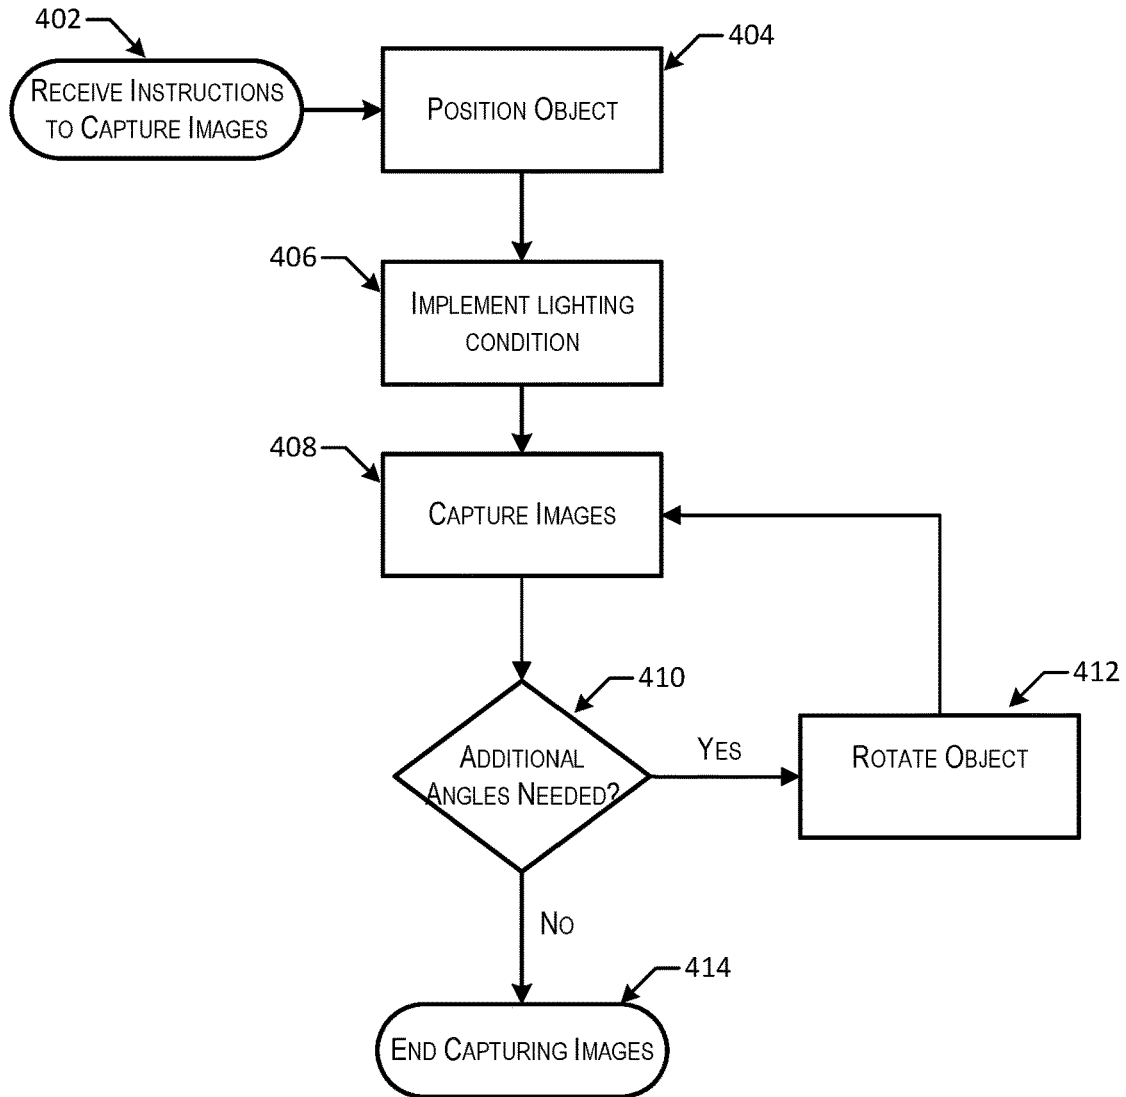 402
404
RECEIVE INSTRUCTIONS
TO CAPTURE IMAGES
POSITION OBJECT
406
IMPLEMENT LIGHTING
CONDITION
408
CAPTURE IMAGES
410
412
ADDITIONAL
ANGLES NEEDED?
YES
ROTATE OBJECT
NO
414
END CAPTURING IMAGES